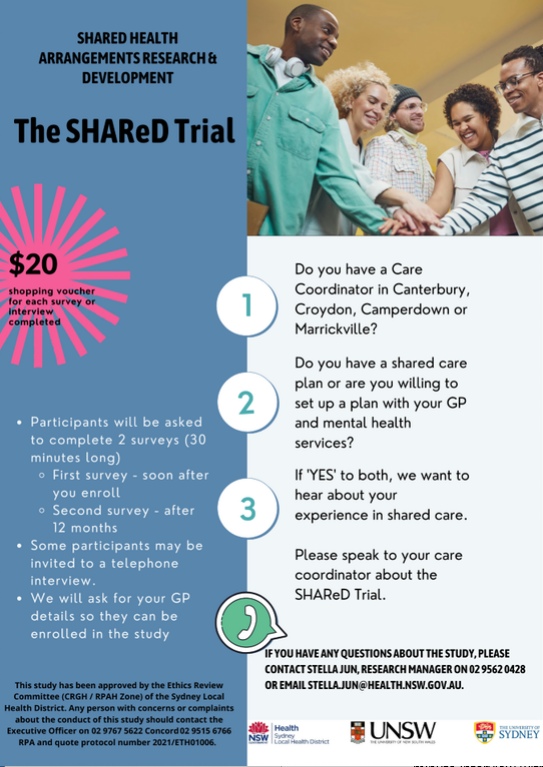 SHARED HEALTH
ARRANGEMENTS RESEARCH &
DEVELOPMENT
The SHAReD Trial
$20
shopping voucher
for each survey or
interview
completed
1
Do you have a Care
Coordinator in Canterbury,
Croydon, Camperdown or
Marrickville?
2
Do you have a shared care
plan or are you willing to
set up a plan with your GP
and mental health
services?
3
If 'YES' to both, we want to
hear about your
experience in shared care.
Please speak to your care
coordinator about the
SHAReD Trial.
• Participants will be asked
to complete 2 surveys (30
minutes long)
◦ First survey - soon after
you enroll
◦ Second survey - after
12 months
• Some participants may be
invited to a telephone
interview.
• We will ask for your GP
details so they can be
enrolled in the study
IF YOU HAVE ANY QUESTIONS ABOUT THE STUDY, PLEASE
CONTACT STELLA JUN, RESEARCH MANAGER ON 02 9562 0428
OR EMAIL STELLA.JUN@HEALTH.NSW.GOV.AU.
This study has been approved by the Ethics Review
Committee (CRGH / RPAH Zone) of the Sydney Local
Health District. Any person with concerns or complaints
about the conduct of this study should contact the
Executive Officer on 02 9767 5622 Concord 02 9515 6766
RPA and quote protocol number 2021/ETH01006.
NSW
Health
Sydney
Local Health District
UNSW
THE UNIVERSITY OF NEW SOUTH WALES
THE UNIVERSITY OF
SYDNEY